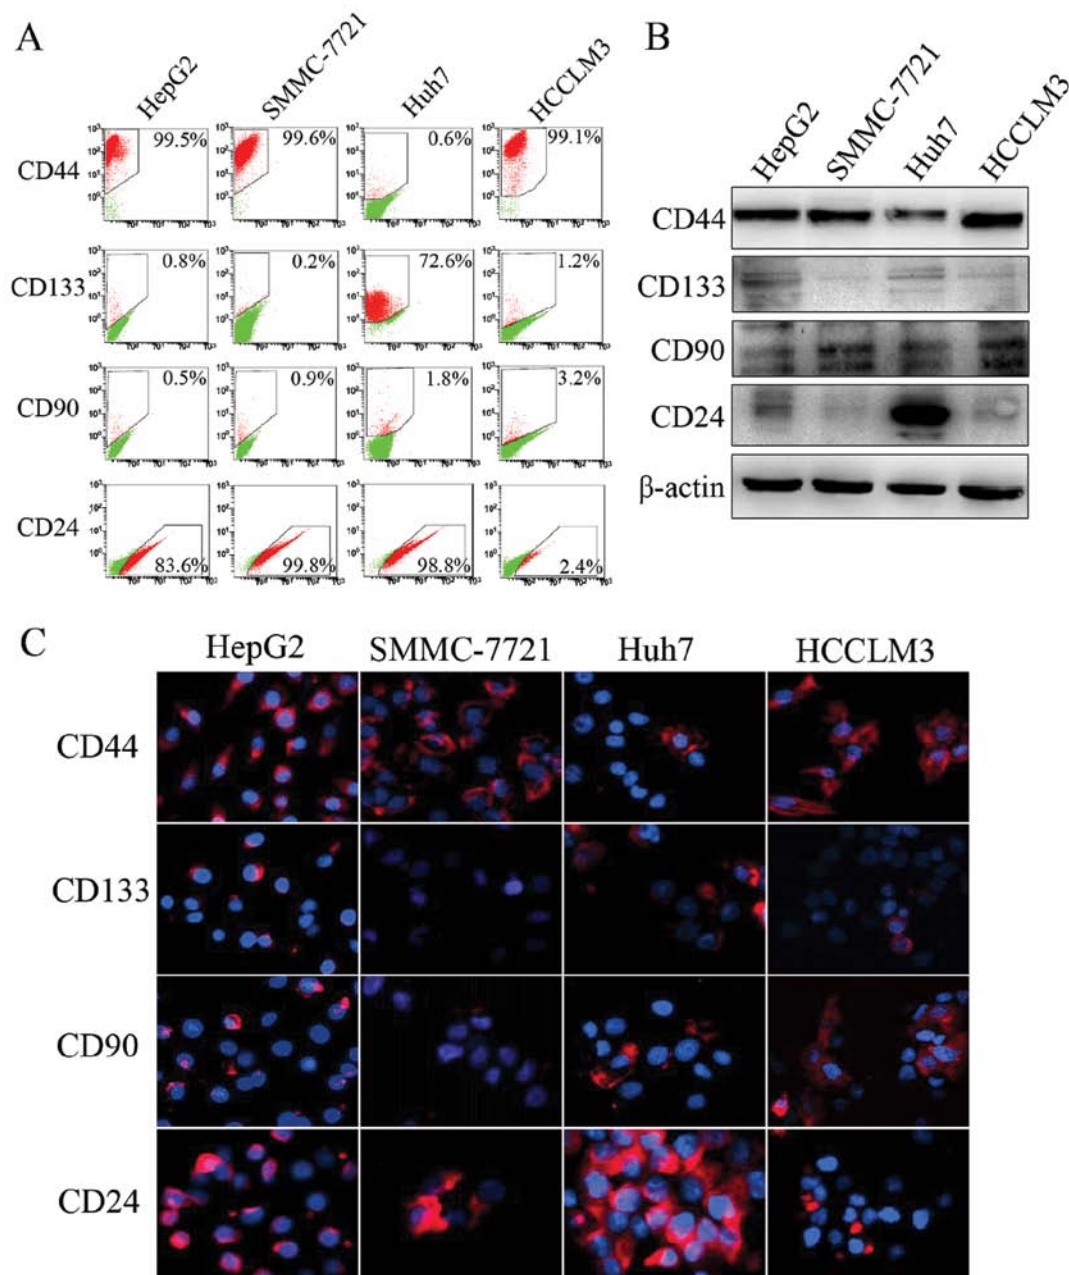 A
HepG2 SMMC-7721 Huh7 HCCLM3
CD44 99.5% 99.6% 0.6% 99.1%
CD133 0.8% 0.2% 72.6% 1.2%
CD90 0.5% 0.9% 1.8% 3.2%
CD24 83.6% 99.8% 98.8% 2.4%
B
HepG2 SMMC-7721 Huh7 HCCLM3
CD44
CD133
CD90
CD24
β-actin
C
HepG2 SMMC-7721 Huh7 HCCLM3
CD44
CD133
CD90
CD24